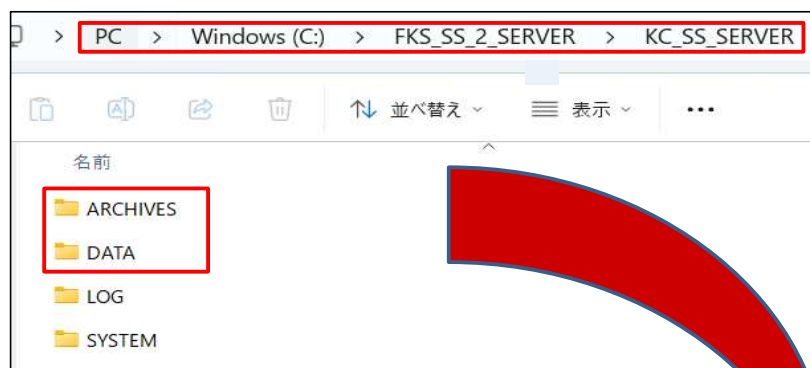 > PC > Windows (C:) > FKS_SS_2_SERVER > KC_SS_SERVER
並べ替え 表示 •••
名前
ARCHIVES
DATA
LOG
SYSTEM